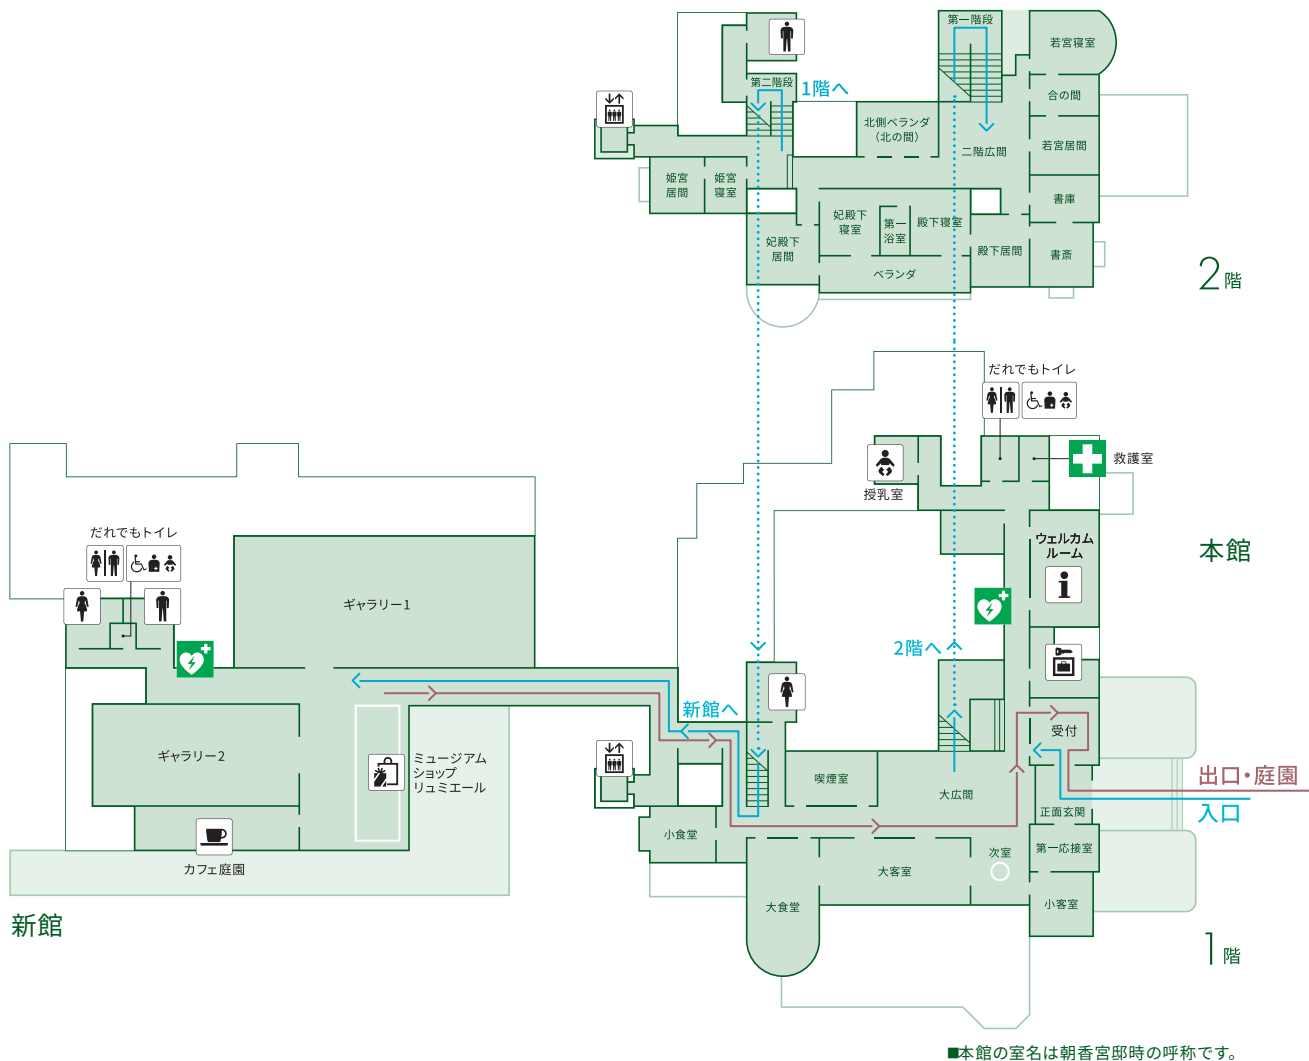 第一階段
若宮寝室
第二階段
1階へ
合の間
北側ベランダ
(北の間)
二階広間
若宮居間
姫宮
居間
姫宮
寝室
書庫
妃殿下
寝室
第一
浴室
殿下寝室
妃殿下
居間
殿下居間
書斎
ベランダ
2階
だれでもトイレ
救護室
授乳室
だれでもトイレ
ウェルカム
ルーム
本館
ギャラリー1
2階へ
新館へ
受付
ギャラリー2
ミュージアム
ショップ
リュミエール
喫煙室
大広間
出口・庭園
入口
正面玄関
小食堂
次室
第一応接室
カフェ庭園
大客室
大食堂
小客室
新館
1階
■本館の室名は朝香宮邸時の呼称です。